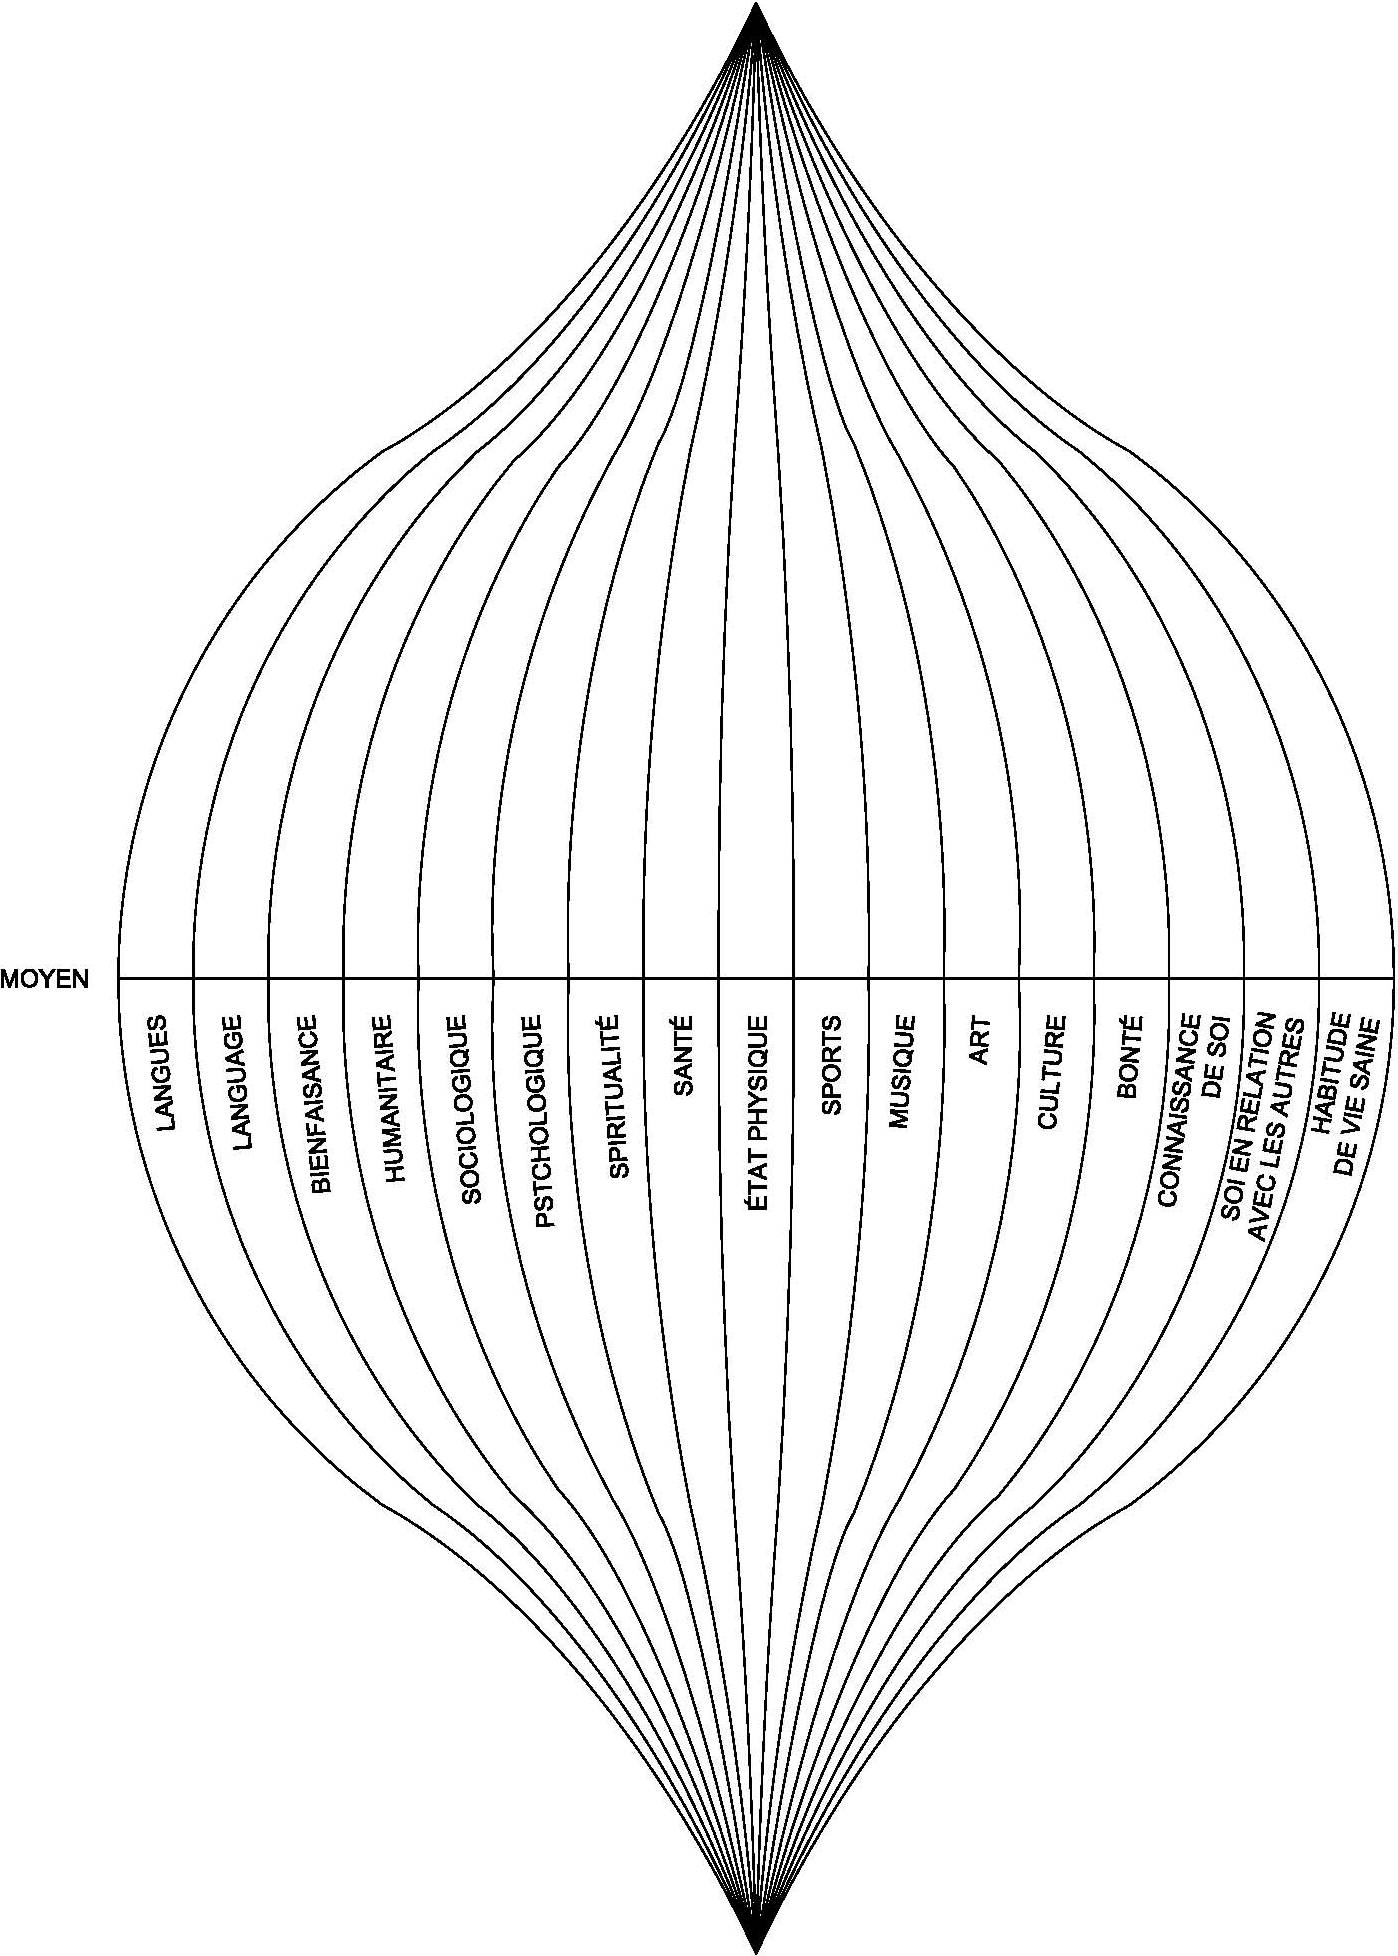 MOYEN
LANGUES
LANGUAGE
BIENFAISANCE
HUMANITAIRE
SOCIOLOGIQUE
PSTCHOLOGIQUE
SPIRITUALITÉ
SANTÉ
ÉTAT PHYSIQUE
SPORTS
MUSIQUE
ART
CULTURE
BONTÉ
CONNAISSANCE
DE SOI
SOI EN RELATION
AVEC LES AUTRES
HABITUDE
DE VIE SAINE